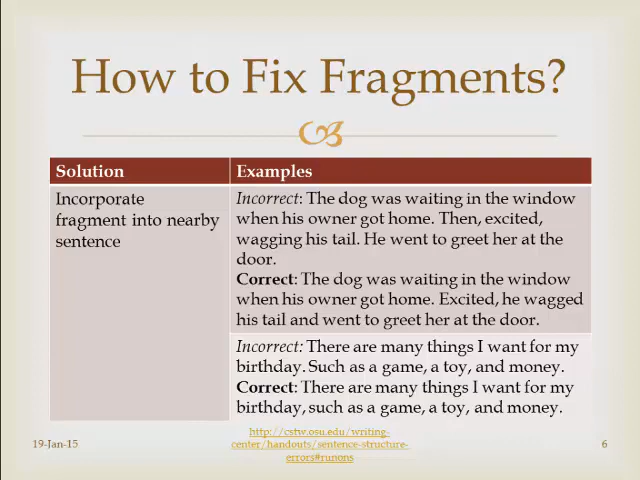 How to Fix Fragments?
Solution
Examples
Incorporate
fragment into nearby
sentence
Incorrect: The dog was waiting in the window
when his owner got home. Then, excited,
wagging his tail. He went to greet her at the
door.
Correct: The dog was waiting in the window
when his owner got home. Excited, he wagged
his tail and went to greet her at the door.
Incorrect: There are many things I want for my
birthday. Such as a game, a toy, and money.
Correct: There are many things I want for my
birthday, such as a game, a toy, and money.
19-Jan-15
http://cstw.osu.edu/writing-
center/handouts/sentence-structure-
errors#runons
6